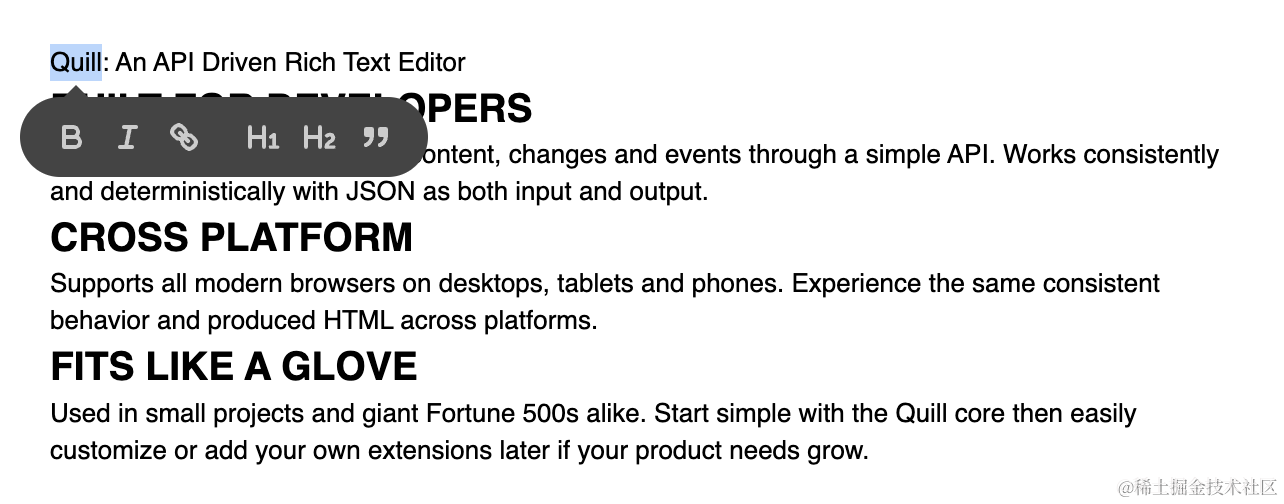 Quill: An API Driven Rich Text Editor
OPERS
B I H1 H2
ontent, changes and events through a simple API. Works consistently
and deterministically with JSON as both input and output.
CROSS PLATFORM
Supports all modern browsers on desktops, tablets and phones. Experience the same consistent
behavior and produced HTML across platforms.
FITS LIKE A GLOVE
Used in small projects and giant Fortune 500s alike. Start simple with the Quill core then easily
customize or add your own extensions later if your product needs grow.
@稀土掘金技术社区